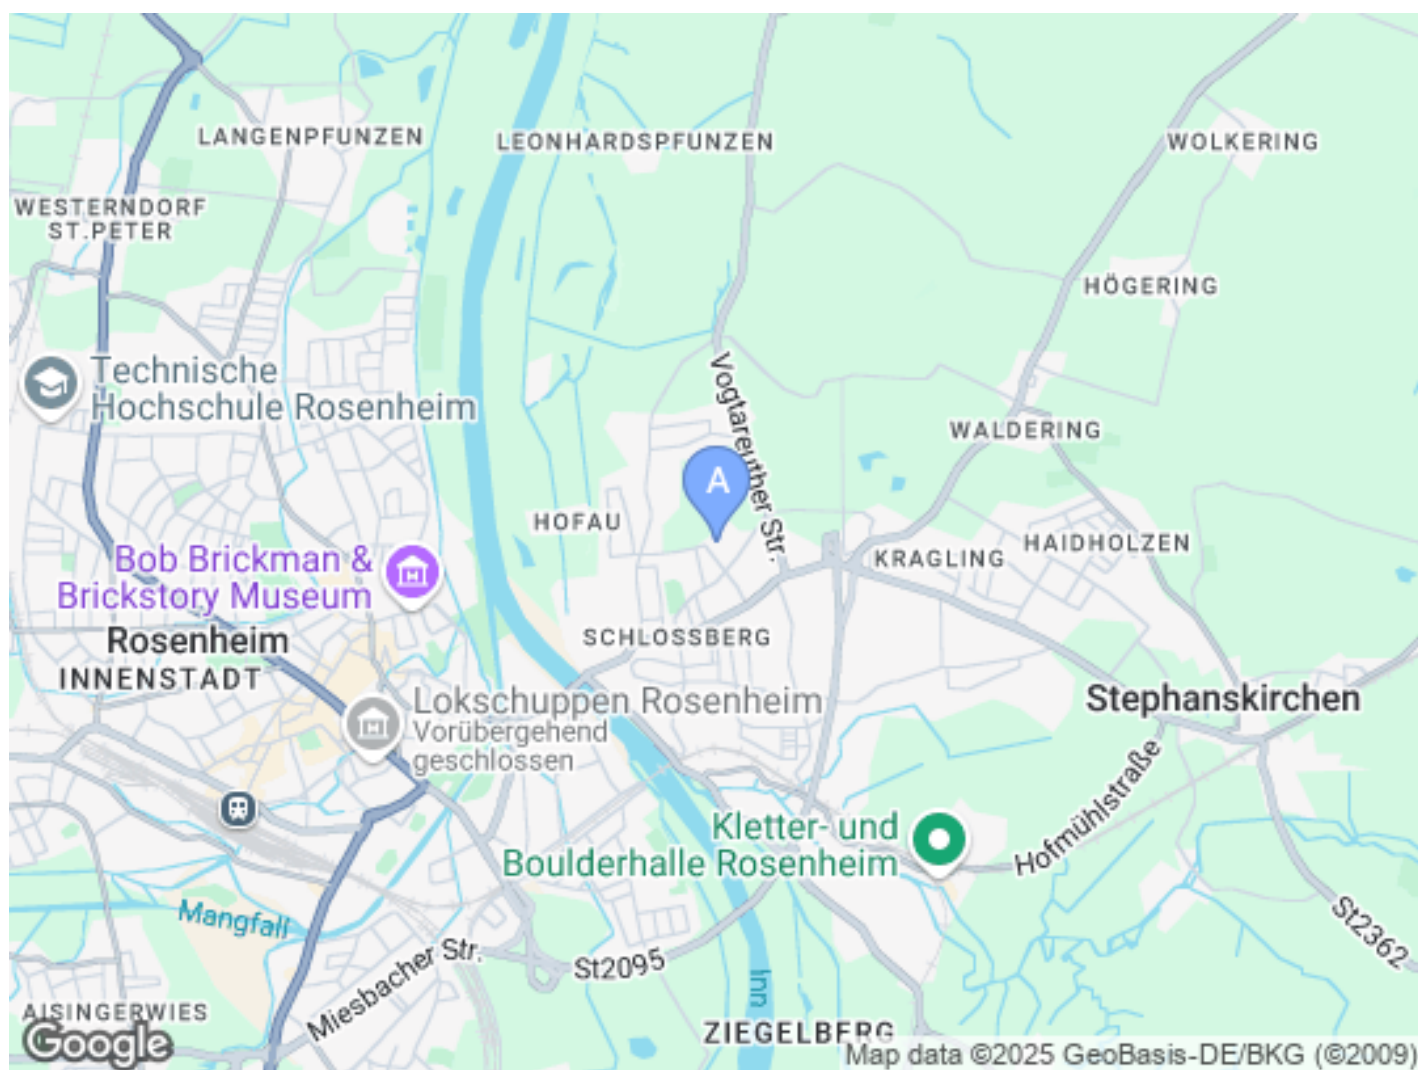 LANGENPFUNZEN
LEONHARDSPFUNZEN
WOLKERING
WESTERNDORF
ST.PETER
HÖGERING
Technische
Hochschule Rosenheim
Vogtareuther Str.
WALDERING
A
HOFAU
HAIDHOLZEN
KRAGLING
Bob Brickman &
Brickstory Museum
Rosenheim
INNENSTADT
SCHLOSSBERG
Stephanskirchen
Lokschuppen Rosenheim
Vorübergehend
geschlossen
Hofmühlstraße
Kletter- und
Boulderhalle Rosenheim
Mangfall
Miesbacher Str.
St2095
St2362
Inn
AISINGERWIES
ZIEGELBERG
Google
Map data ©2025 GeoBasis-DE/BKG (©2009)